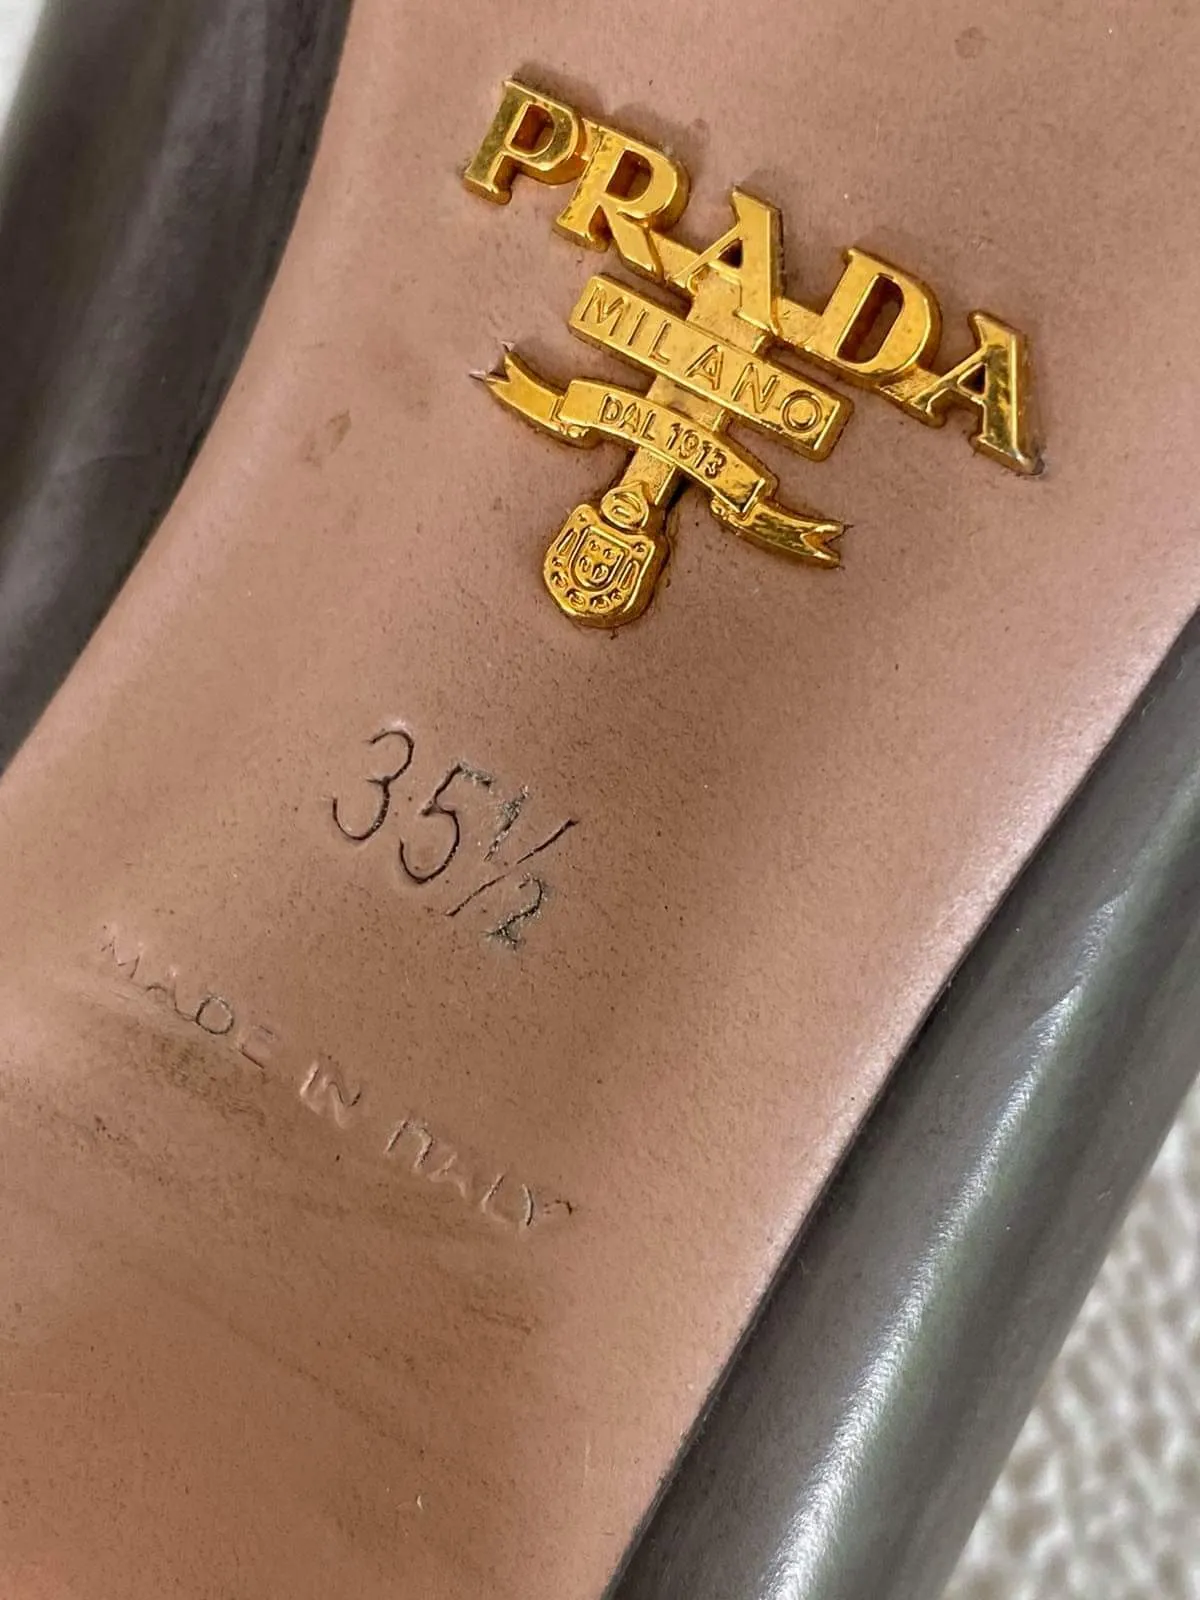 PRADA
MILANO
DAL 1913
35½
MADE IN ITALY